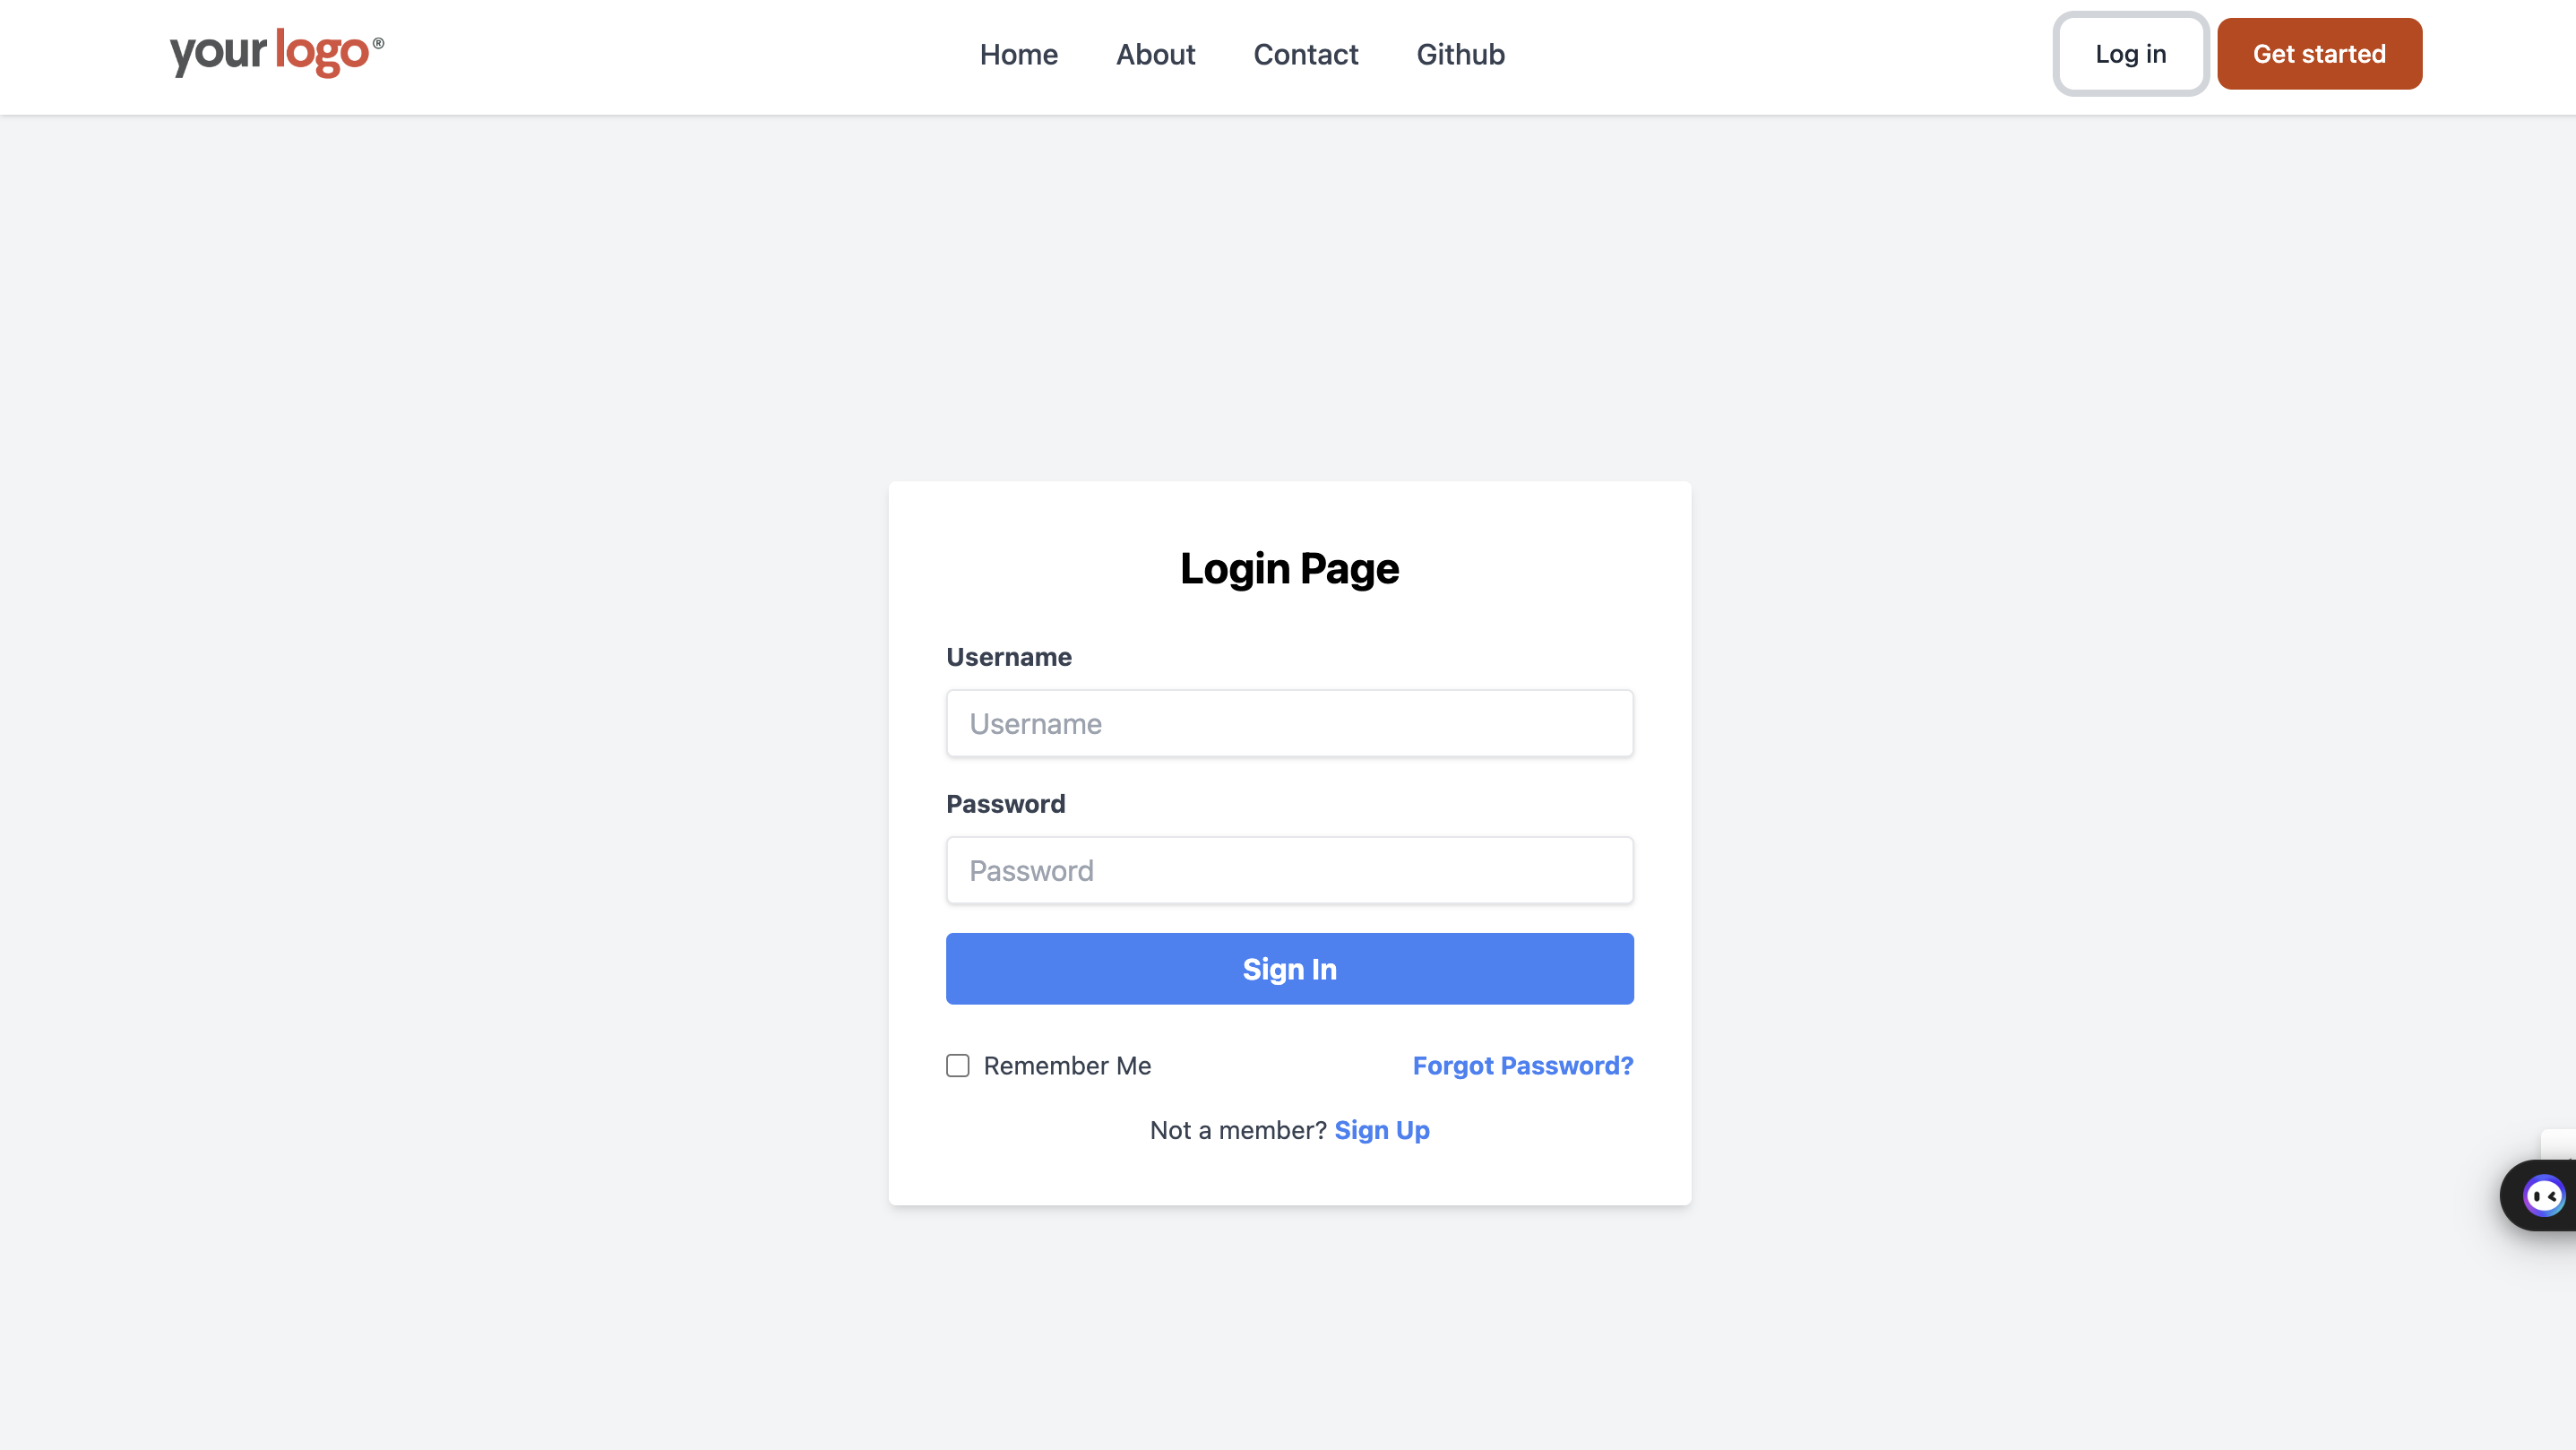 your logo®
Home About Contact Github
Log in Get started
Login Page
Username
Username
Password
Password
Sign In
Remember Me Forgot Password?
Not a member? Sign Up